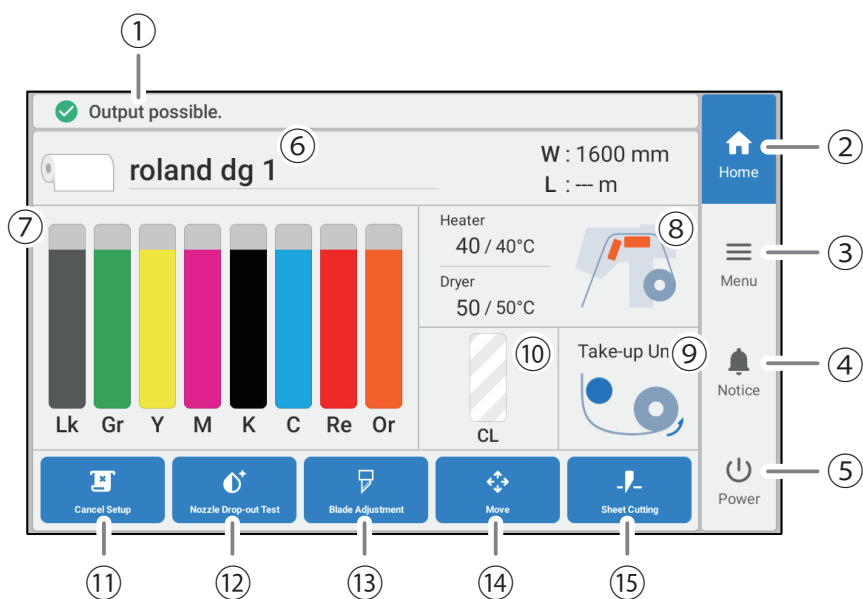 ①
Output possible.
⑥
roland dg 1
W : 1600 mm
L : --- m
②
Home
⑦
Heater
40 / 40°C
Dryer
50 / 50°C
⑧
③
Menu
⑩
CL
Take-up Un
⑨
④
Notice
Lk Gr Y M K C Re Or
⑤
Power
Cancel Setup
Nozzle Drop-out Test
Blade Adjustment
Move
Sheet Cutting
⑪ ⑫ ⑬ ⑭ ⑮